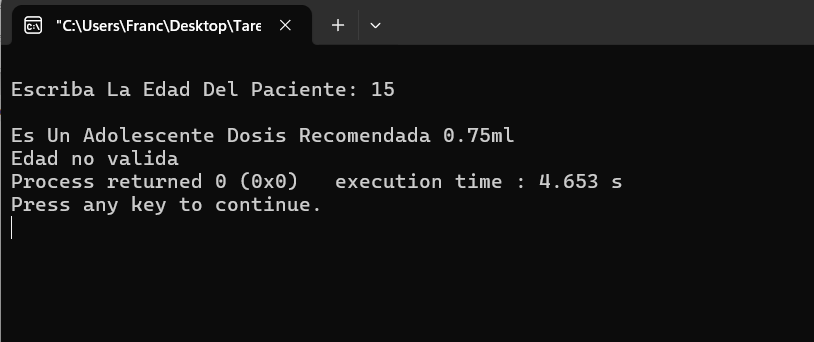 "C:\Users\Franc\Desktop\Tare
Escriba La Edad Del Paciente: 15
Es Un Adolescente Dosis Recomendada 0.75ml
Edad no valida
Process returned 0 (0x0)   execution time : 4.653 s
Press any key to continue.